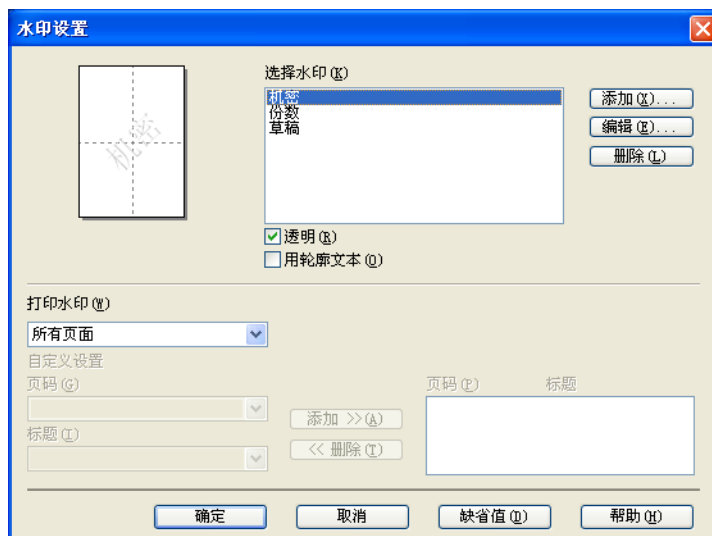 水印设置
选择水印(K)
机密
份数
草稿
添加(X)...
编辑(E)...
删除(L)
机密
透明(R)
用轮廓文本(O)
打印水印(W)
所有页面
自定义设置
页码(G)
标题(I)
添加 >>(A)
<< 删除(T)
页码(P) 标题
确定 取消 缺省值(D) 帮助(H)